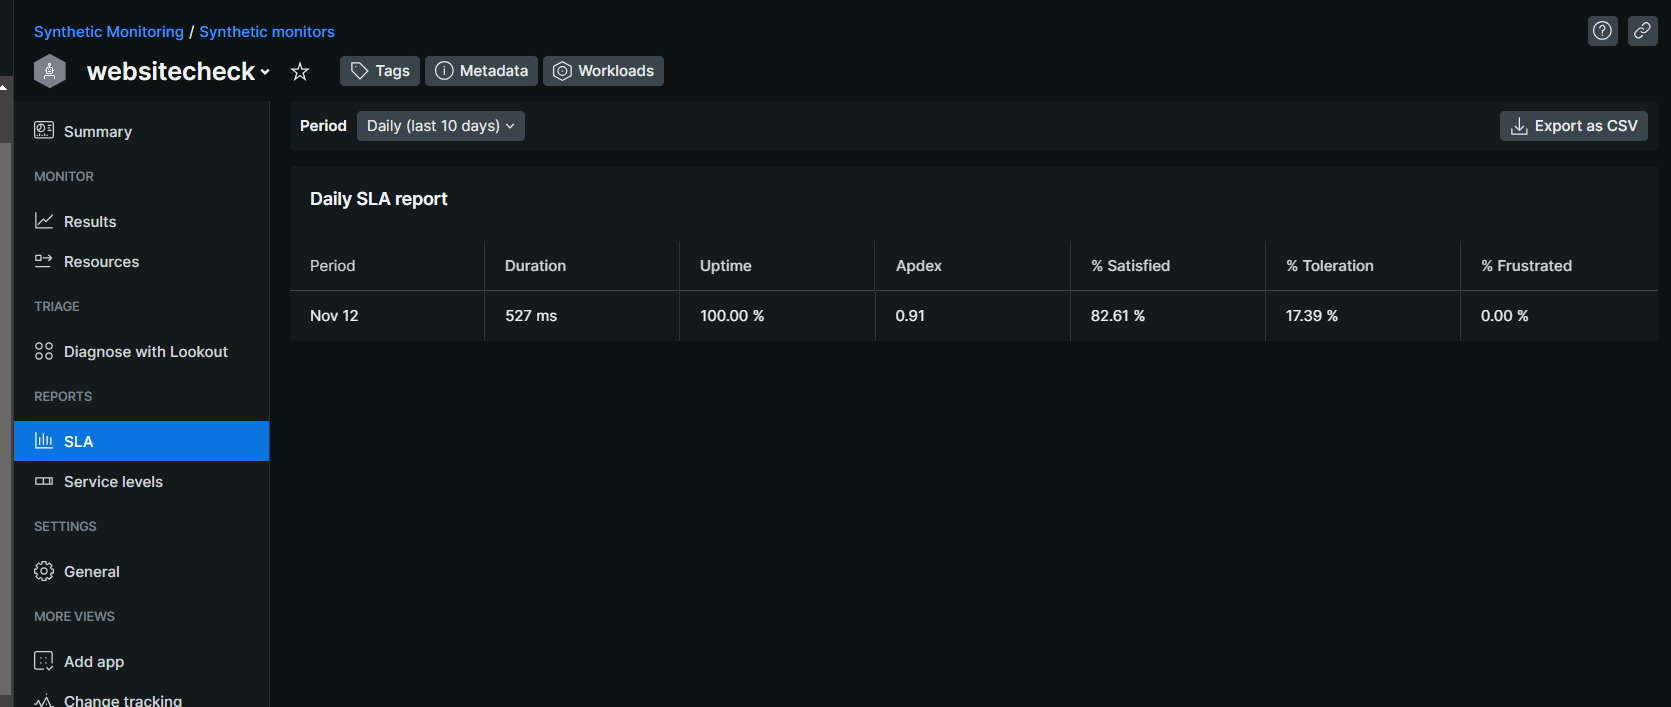 Synthetic Monitoring / Synthetic monitors
websitecheck
Tags
Metadata
Workloads
Summary
MONITOR
Results
Resources
TRIAGE
Diagnose with Lookout
REPORTS
SLA
Service levels
SETTINGS
General
MORE VIEWS
Add app
Change tracking
Period Daily (last 10 days)
Export as CSV
Daily SLA report
Period Duration Uptime Apdex % Satisfied % Toleration % Frustrated
Nov 12 527 ms 100.00 % 0.91 82.61 % 17.39 % 0.00 %